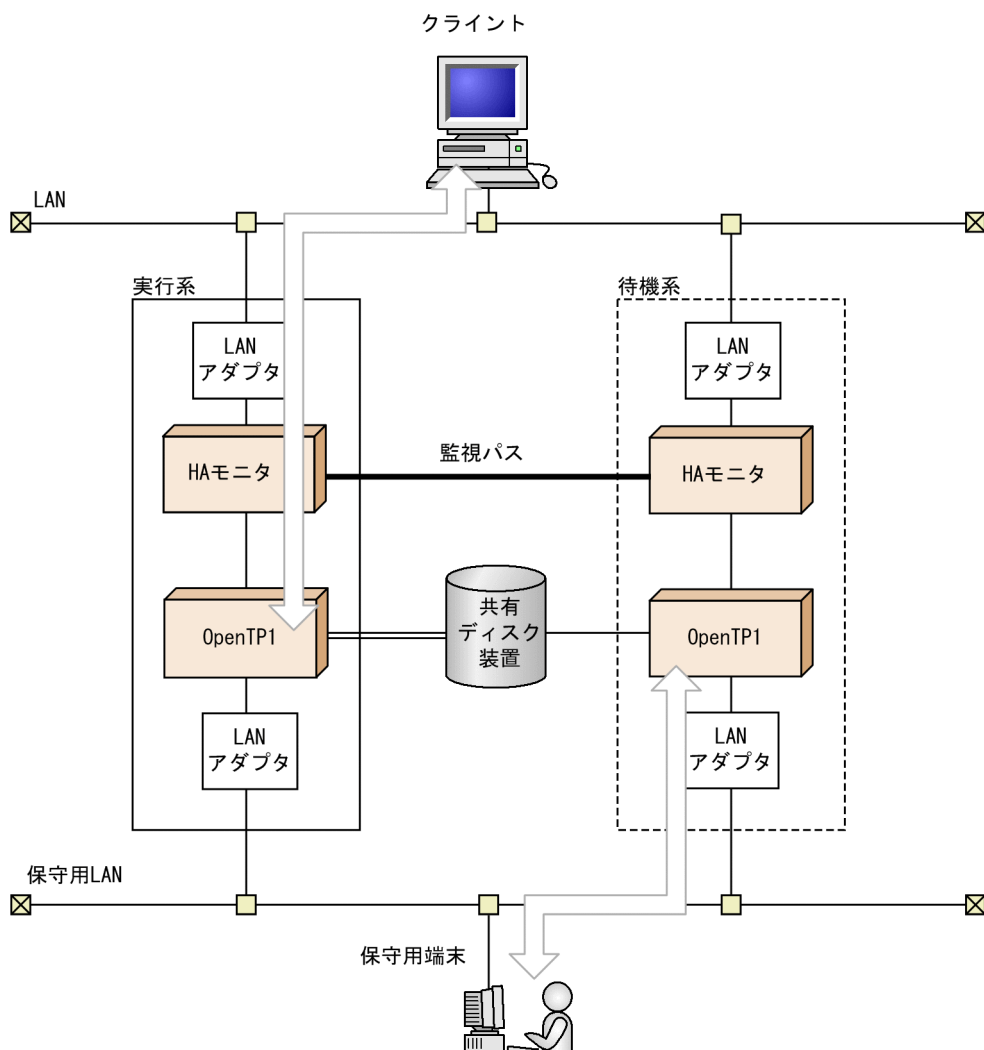 クライント
LAN
実行系
待機系
LAN
アダプタ
LAN
アダプタ
HAモニタ
監視パス
HAモニタ
OpenTP1
共有
ディスク
装置
OpenTP1
LAN
アダプタ
LAN
アダプタ
保守用LAN
保守用端末